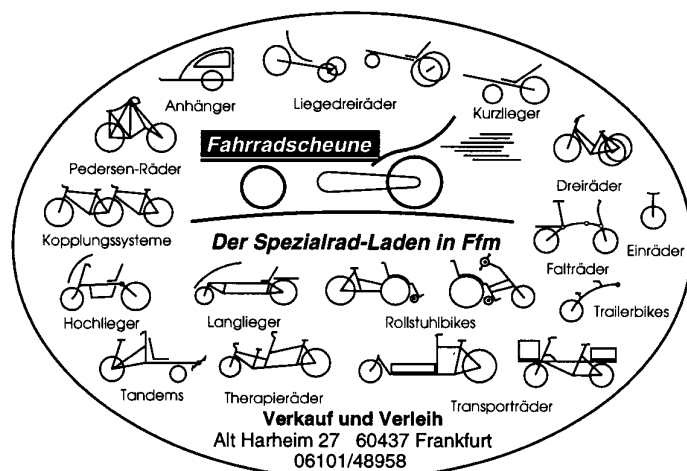 Anhänger
Liegedreiräder
Kurzlieger
Fahrradscheune
Pedersen-Räder
Dreiräder
Kopplungssysteme
Der Spezialrad-Laden in Ffm
Einräder
Falträder
Hochlieger
Langlieger
Rollstuhlbikes
Trailerbikes
Tandems
Therapieräder
Transporträder
Verkauf und Verleih
Alt Harheim 27 60437 Frankfurt
06101/48958